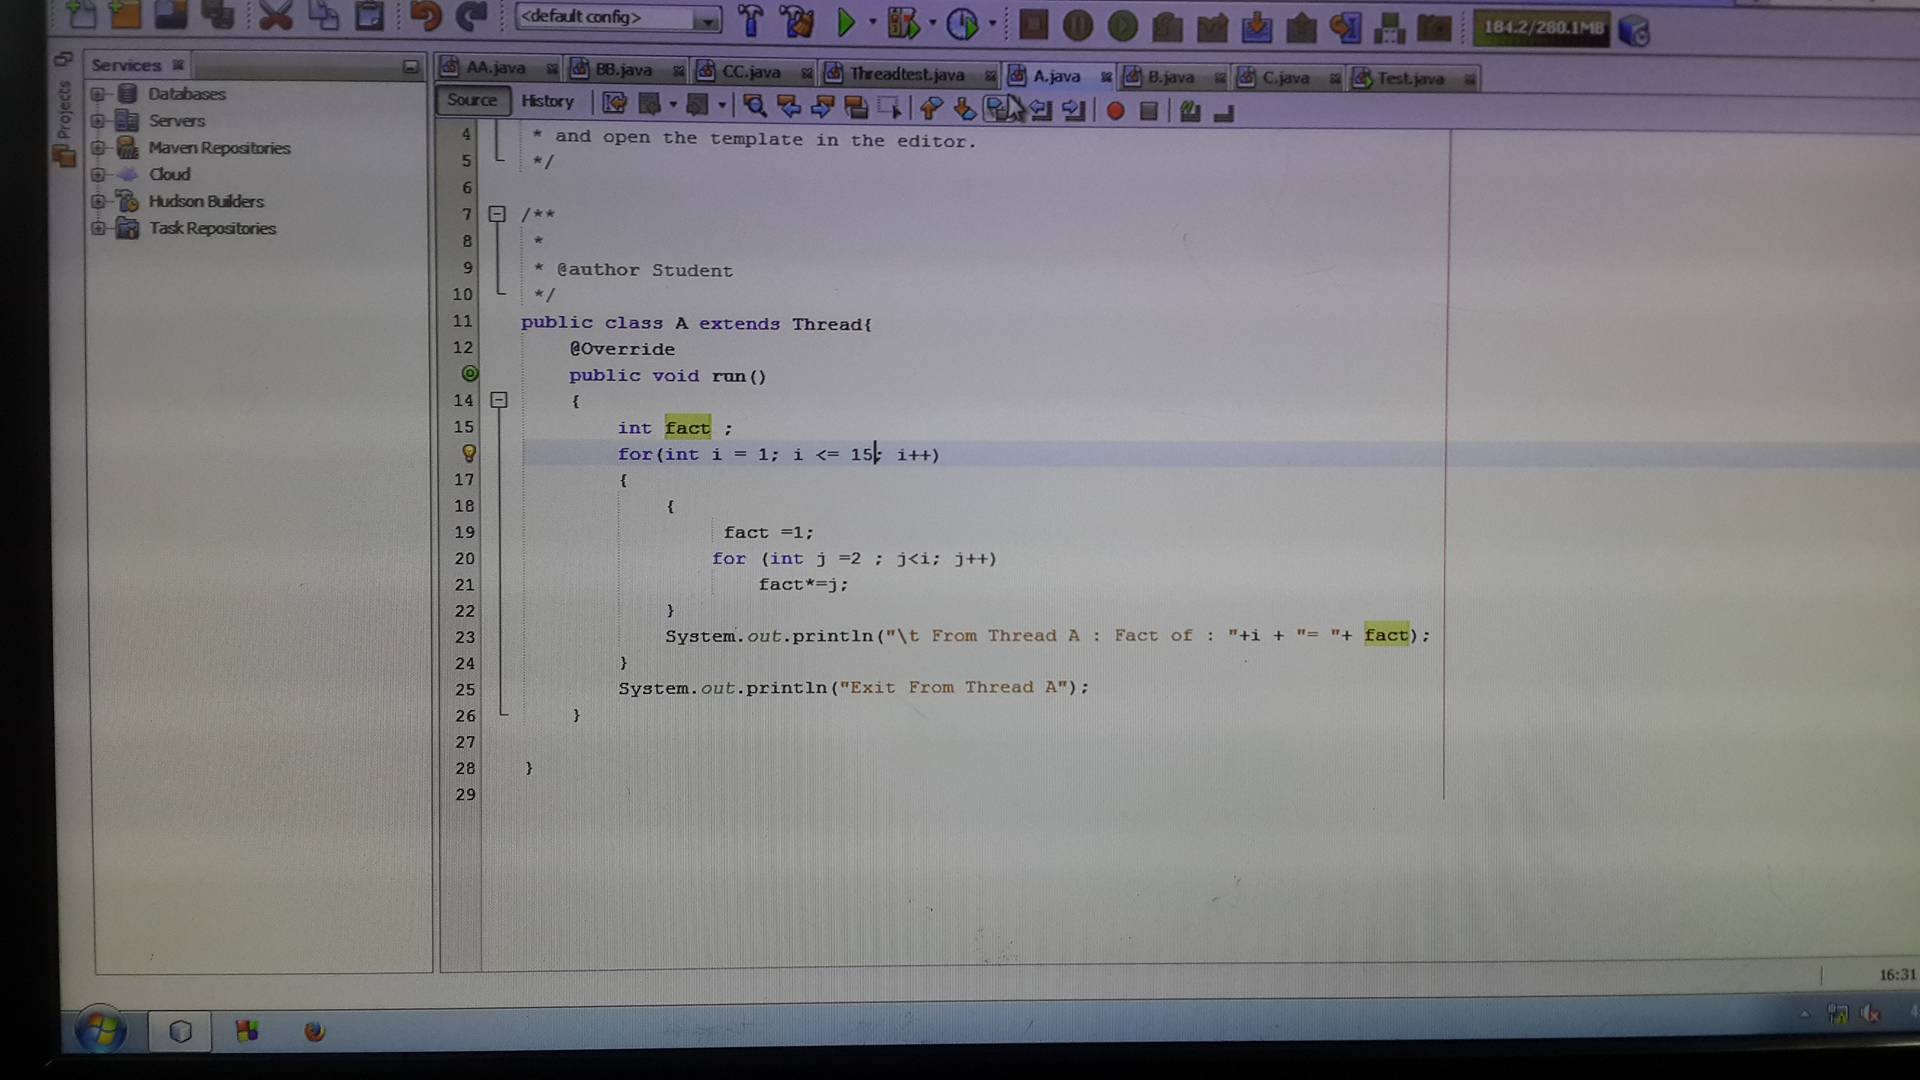 <default config>
184.2/280.1MB
Projects
Services
Databases
Servers
Maven Repositories
Cloud
Hudson Builders
Task Repositories
AA.java BB.java CC.java Threadtest.java A.java B.java C.java Test.java
Source History
4 * and open the template in the editor.
5 */
6
7 /**
8 *
9 * @author Student
10 */
11 public class A extends Thread{
12 @Override
public void run()
14 {
15 int fact ;
for(int i = 1; i <= 15; i++)
17 {
18 {
19 fact =1;
20 for (int j =2 ; j<i; j++)
21 fact*=j;
22 }
23 System.out.println("\t From Thread A : Fact of : "+i + "= "+ fact);
24 }
25 System.out.println("Exit From Thread A");
26 }
27
28 }
29
16:31